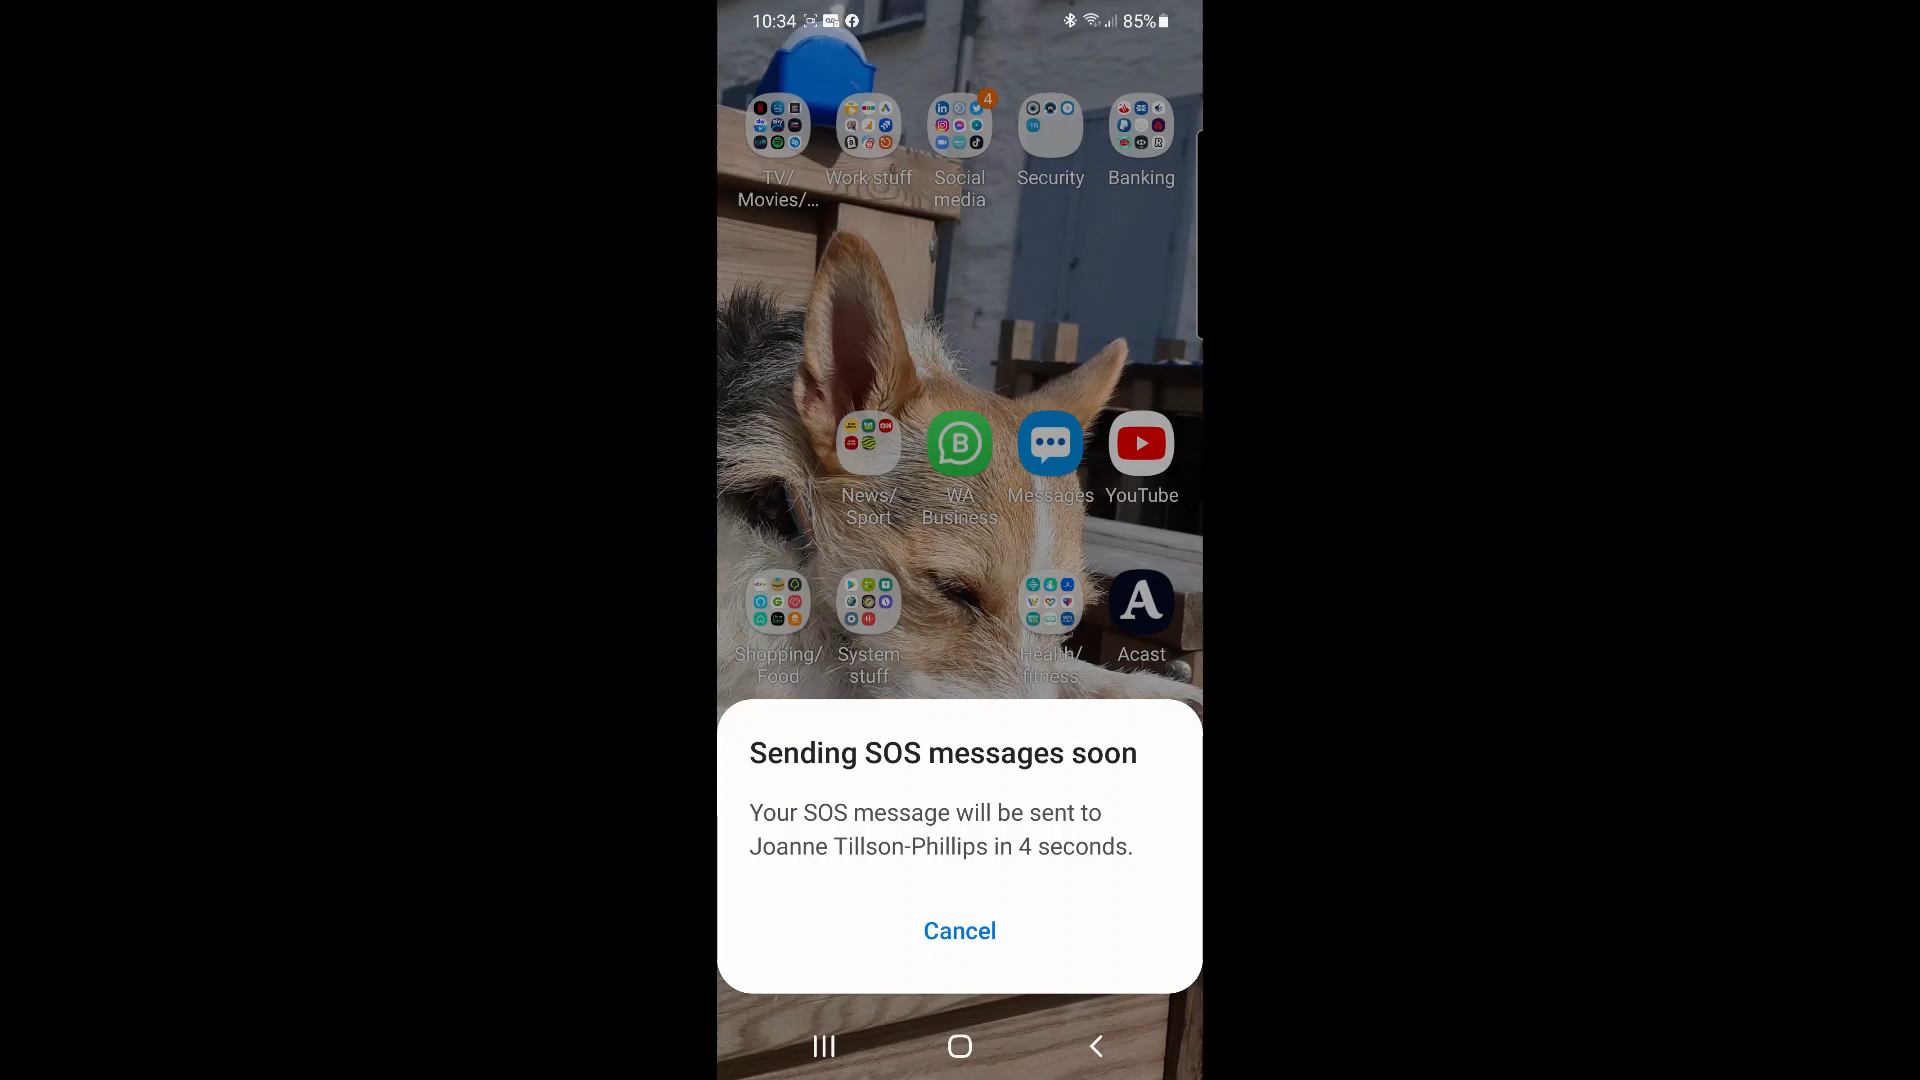 10:34
85%
4
TV/
Movies/...
Work stuff
Social
media
Security
Banking
News/
Sport
WA
Business
Messages
YouTube
Shopping/
Food
System
stuff
Health/
fitness
Acast
Sending SOS messages soon
Your SOS message will be sent to
Joanne Tillson-Phillips in 4 seconds.
Cancel